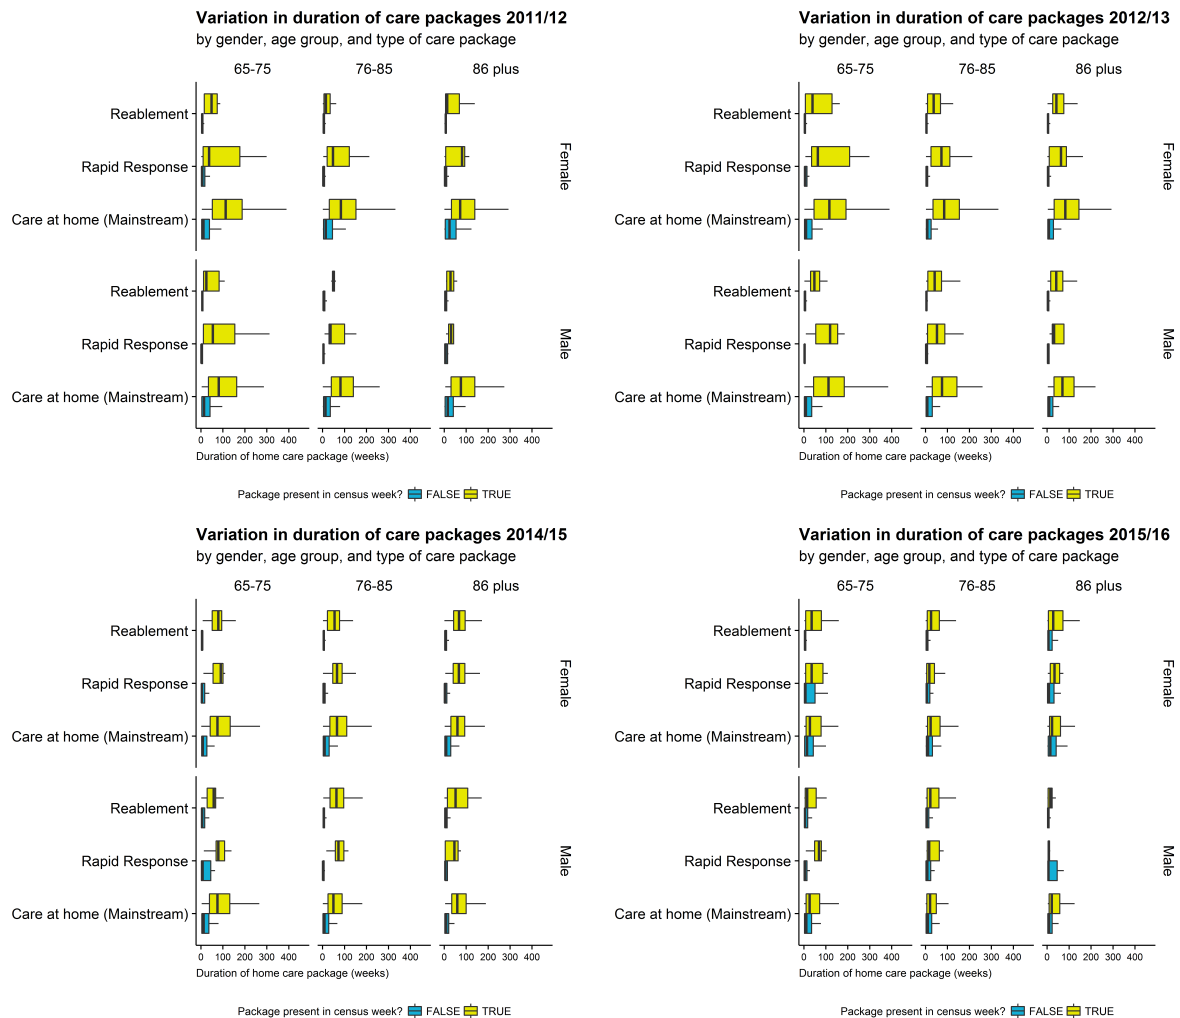 Variation in duration of care packages 2011/12
by gender, age group, and type of care package
65-75 76-85 86 plus
Reablement
Rapid Response
Care at home (Mainstream)
Female
Reablement
Rapid Response
Care at home (Mainstream)
Male
0 100 200 300 400 0 100 200 300 400 0 100 200 300 400
Duration of home care package (weeks)
Package present in census week? FALSE TRUE
Variation in duration of care packages 2012/13
by gender, age group, and type of care package
65-75 76-85 86 plus
Reablement
Rapid Response
Care at home (Mainstream)
Female
Reablement
Rapid Response
Care at home (Mainstream)
Male
0 100 200 300 400 0 100 200 300 400 0 100 200 300 400
Duration of home care package (weeks)
Package present in census week? FALSE TRUE
Variation in duration of care packages 2014/15
by gender, age group, and type of care package
65-75 76-85 86 plus
Reablement
Rapid Response
Care at home (Mainstream)
Female
Reablement
Rapid Response
Care at home (Mainstream)
Male
0 100 200 300 400 0 100 200 300 400 0 100 200 300 400
Duration of home care package (weeks)
Package present in census week? FALSE TRUE
Variation in duration of care packages 2015/16
by gender, age group, and type of care package
65-75 76-85 86 plus
Reablement
Rapid Response
Care at home (Mainstream)
Female
Reablement
Rapid Response
Care at home (Mainstream)
Male
0 100 200 300 400 0 100 200 300 400 0 100 200 300 400
Duration of home care package (weeks)
Package present in census week? FALSE TRUE